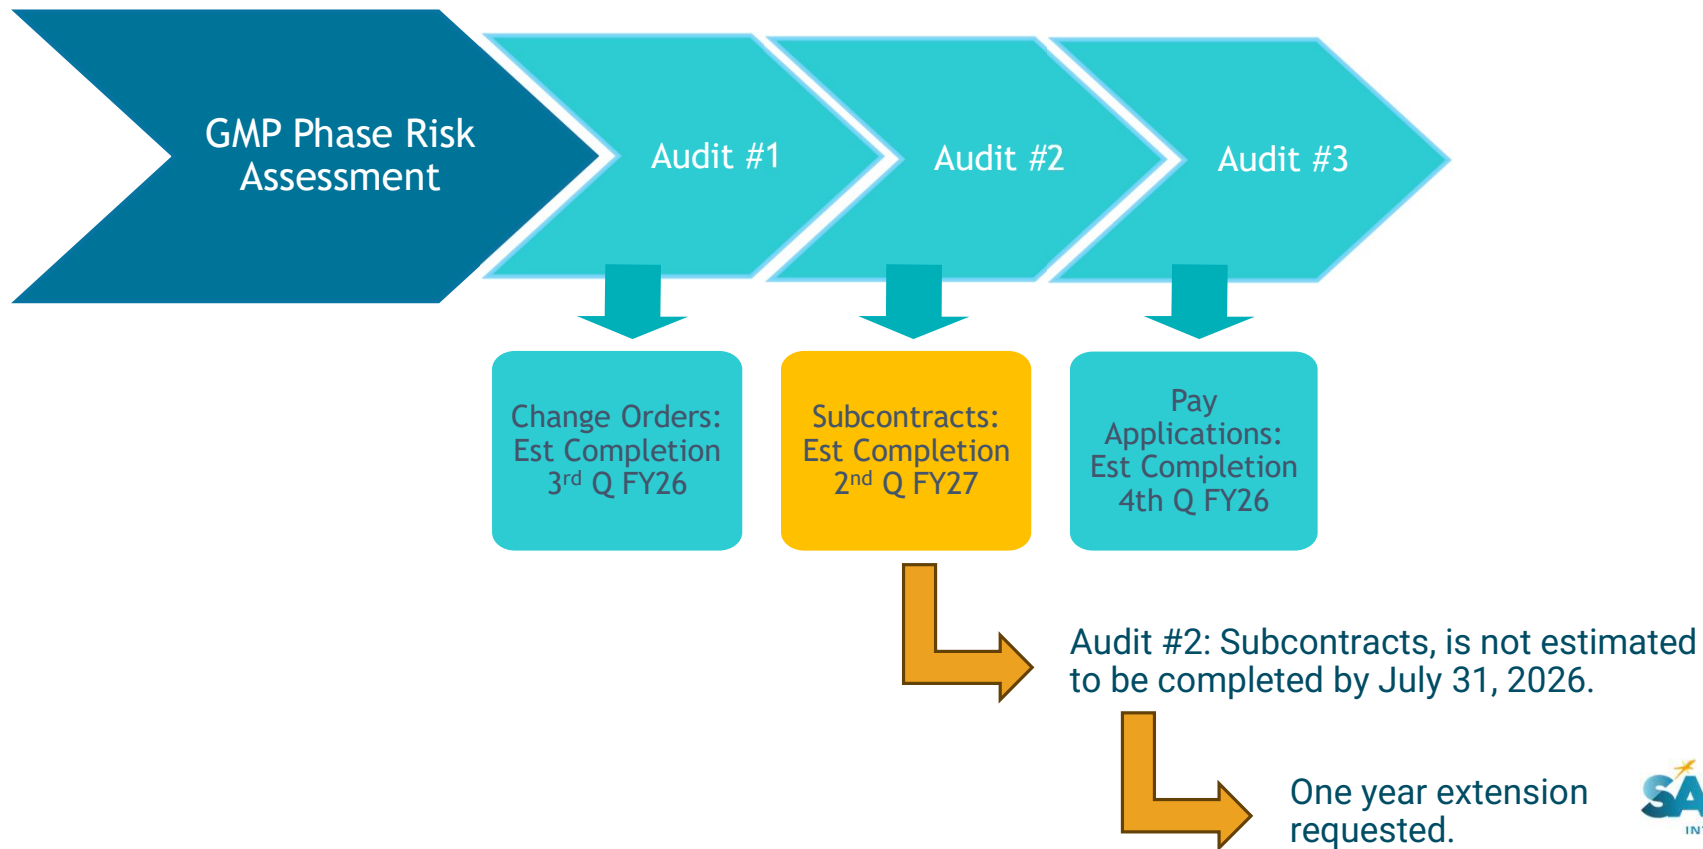 GMP Phase Risk
Assessment
Audit #1
Audit #2
Audit #3
Change Orders:
Est Completion
3rd Q FY26
Subcontracts:
Est Completion
2nd Q FY27
Pay
Applications:
Est Completion
4th Q FY26
Audit #2: Subcontracts, is not estimated
to be completed by July 31, 2026.
One year extension
requested.